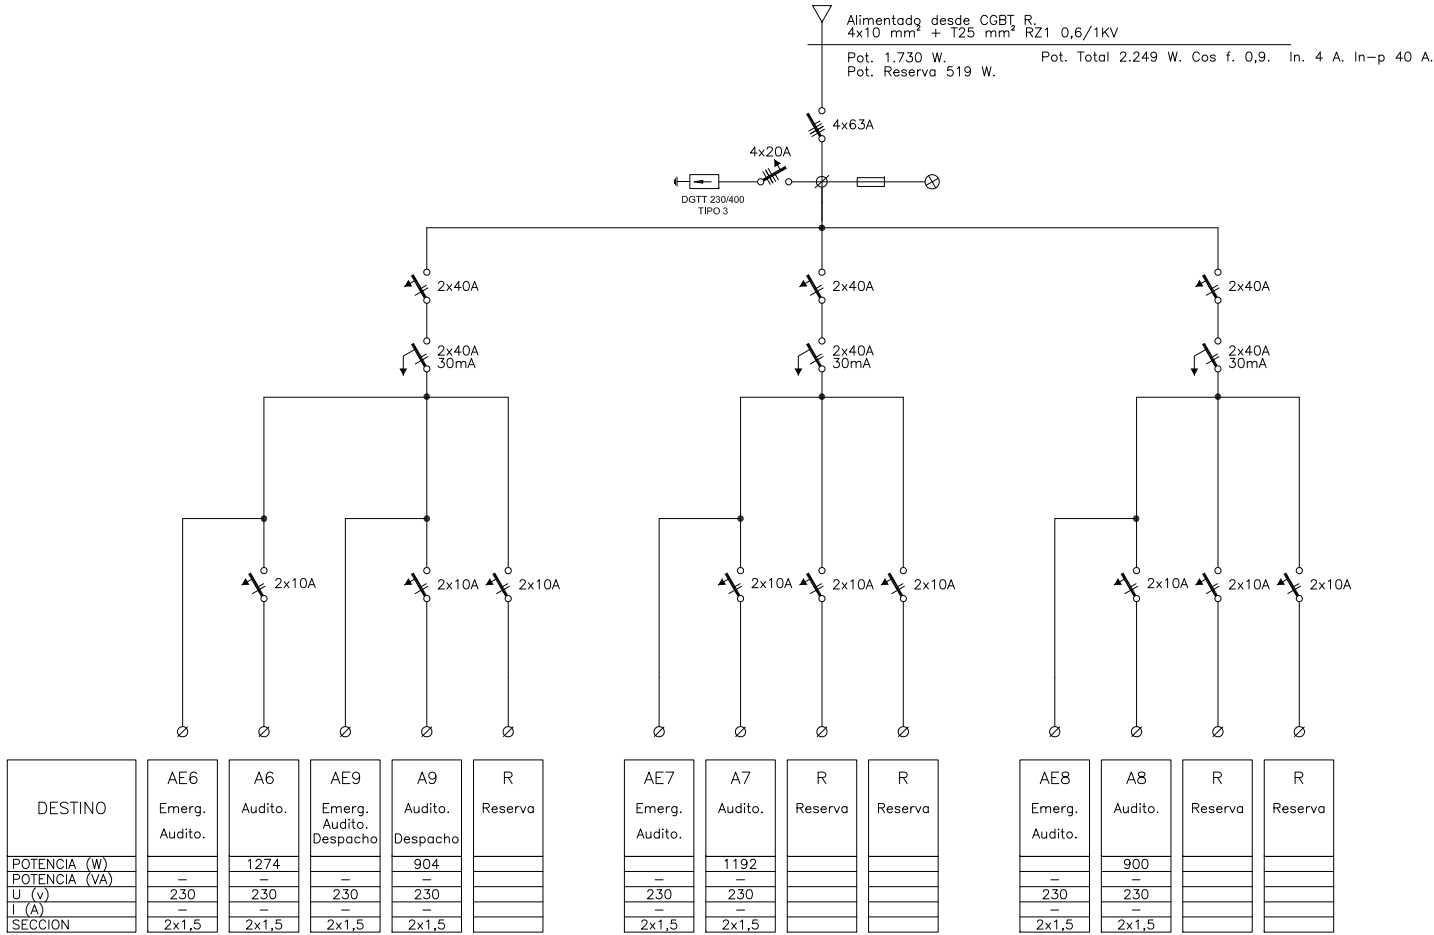 Alimentado desde CGBT R.
4x10 mm² + T25 mm² RZ1 0,6/1KV
Pot. 1.730 W. Pot. Total 2.249 W. Cos f. 0,9. In. 4 A. In-p 40 A.
Pot. Reserva 519 W.
4x63A
4x20A
DGTT 230/400
TIPO 3
2x40A 2x40A 2x40A
2x40A 2x40A 2x40A
30mA 30mA 30mA
2x10A 2x10A 2x10A 2x10A 2x10A 2x10A 2x10A 2x10A 2x10A
AE6 A6 AE9 A9 R AE7 A7 R R AE8 A8 R R
DESTINO Emerg. Audito. Emerg. Audito. Reserva Emerg. Audito. Reserva Reserva Emerg. Audito. Reserva Reserva
Audito. Audito. Audito. Audito.
Despacho Despacho
POTENCIA (W) 1274 904 1192 900
POTENCIA (VA) – – – – – – – –
U (v) 230 230 230 230 230 230 230 230
I (A) – – – – – – – –
SECCION 2x1,5 2x1,5 2x1,5 2x1,5 2x1,5 2x1,5 2x1,5 2x1,5